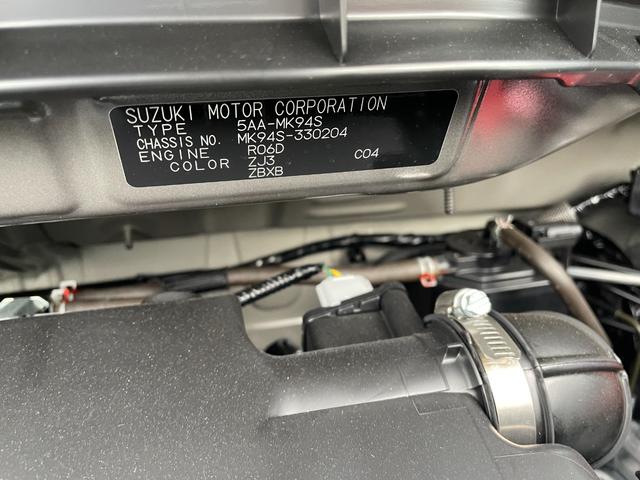 SUZUKI MOTOR CORPORATION
TYPE 5AA-MK94S
CHASSIS NO. MK94S-330204
ENGINE R06D C04
COLOR ZJ3
ZBXB